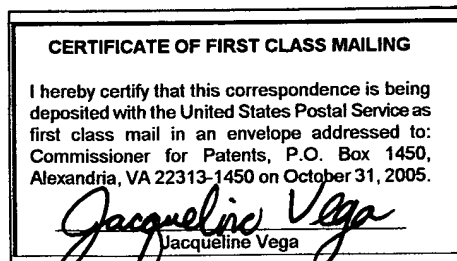 CERTIFICATE OF FIRST CLASS MAILING
I hereby certify that this correspondence is being
deposited with the United States Postal Service as
first class mail in an envelope addressed to:
Commissioner for Patents, P.O. Box 1450,
Alexandria, VA 22313-1450 on October 31, 2005.
Jacqueline Vega
Jacqueline Vega